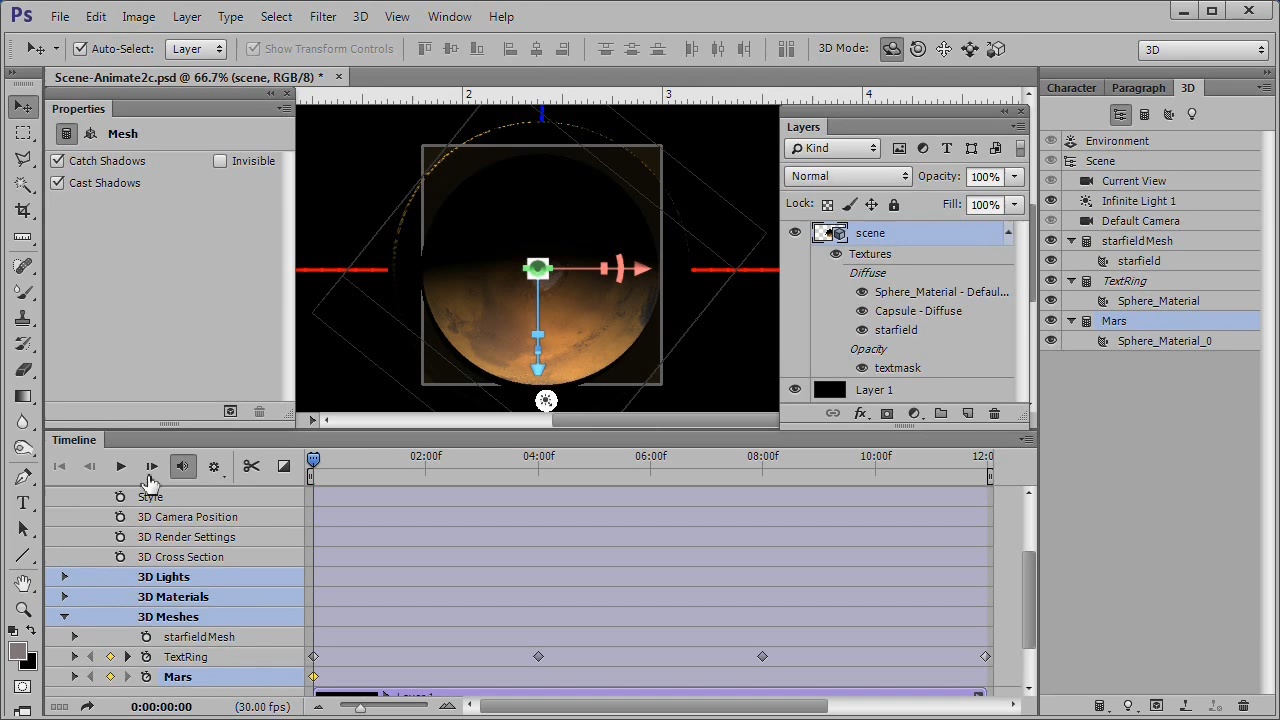 Ps File Edit Image Layer Type Select Filter 3D View Window Help
Auto-Select: Layer Show Transform Controls 3D Mode: 3D
Scene-Animate2c.psd @ 66.7% (scene, RGB/8) * ×
Properties
Mesh
Catch Shadows Invisible
Cast Shadows
2 3 4
Layers
Kind
Normal Opacity: 100%
Lock: Fill: 100%
scene
Textures
Diffuse
Sphere_Material - Defaul...
Capsule - Diffuse
starfield
Opacity
textmask
Layer 1
fx
Character Paragraph 3D
Environment
Scene
Current View
Infinite Light 1
Default Camera
starfieldMesh
starfield
TextRing
Sphere_Material
Mars
Sphere_Material_0
Timeline
02:00f 04:00f 06:00f 08:00f 10:00f 12:0
Style
3D Camera Position
3D Render Settings
3D Cross Section
3D Lights
3D Materials
3D Meshes
starfieldMesh
TextRing
Mars
Layer 1
0:00:00:00 (30.00 fps)